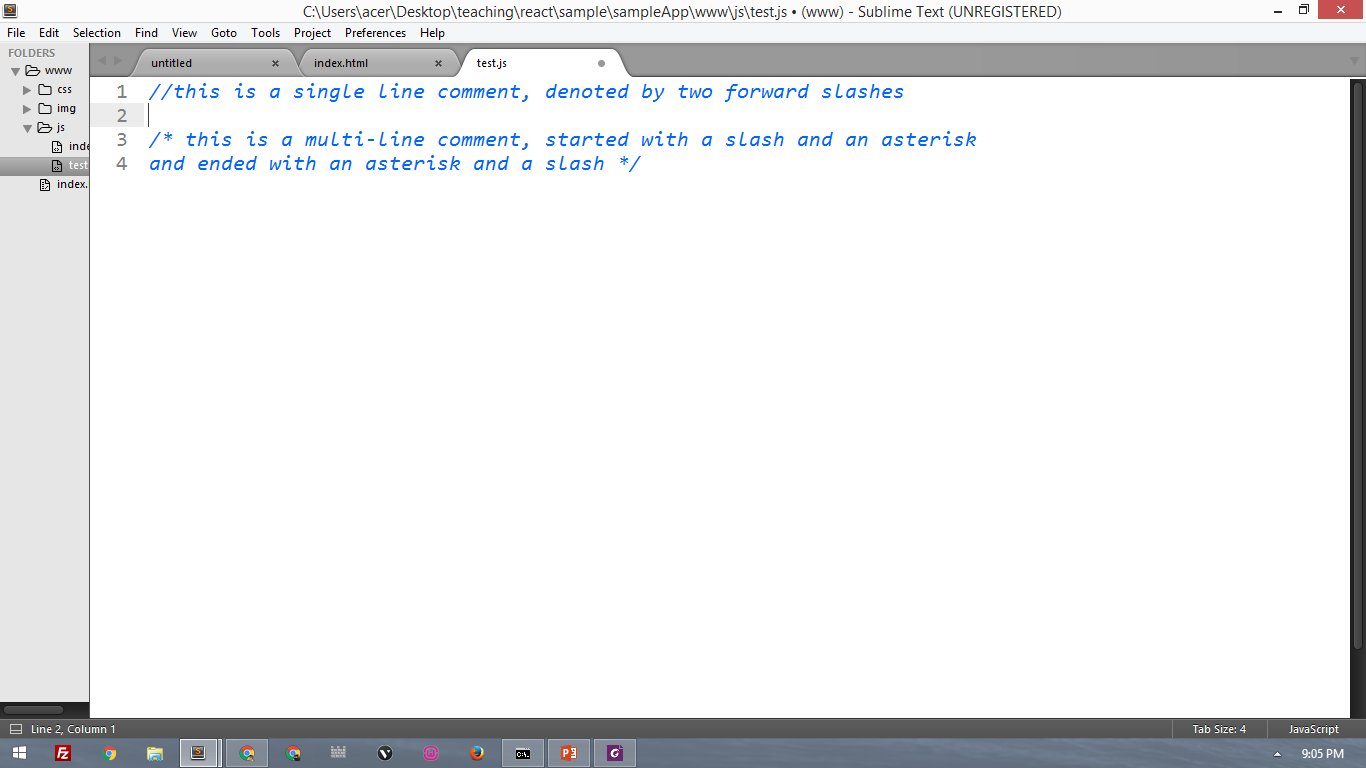 C:\Users\acer\Desktop\teaching\react\sample\sampleApp\www\js\test.js • (www) - Sublime Text (UNREGISTERED)
File Edit Selection Find View Goto Tools Project Preferences Help
FOLDERS
www
css
img
js
inde
test
index.
untitled index.html test.js
1 //this is a single line comment, denoted by two forward slashes
2
3 /* this is a multi-line comment, started with a slash and an asterisk
4 and ended with an asterisk and a slash */
Line 2, Column 1 Tab Size: 4 JavaScript
9:05 PM